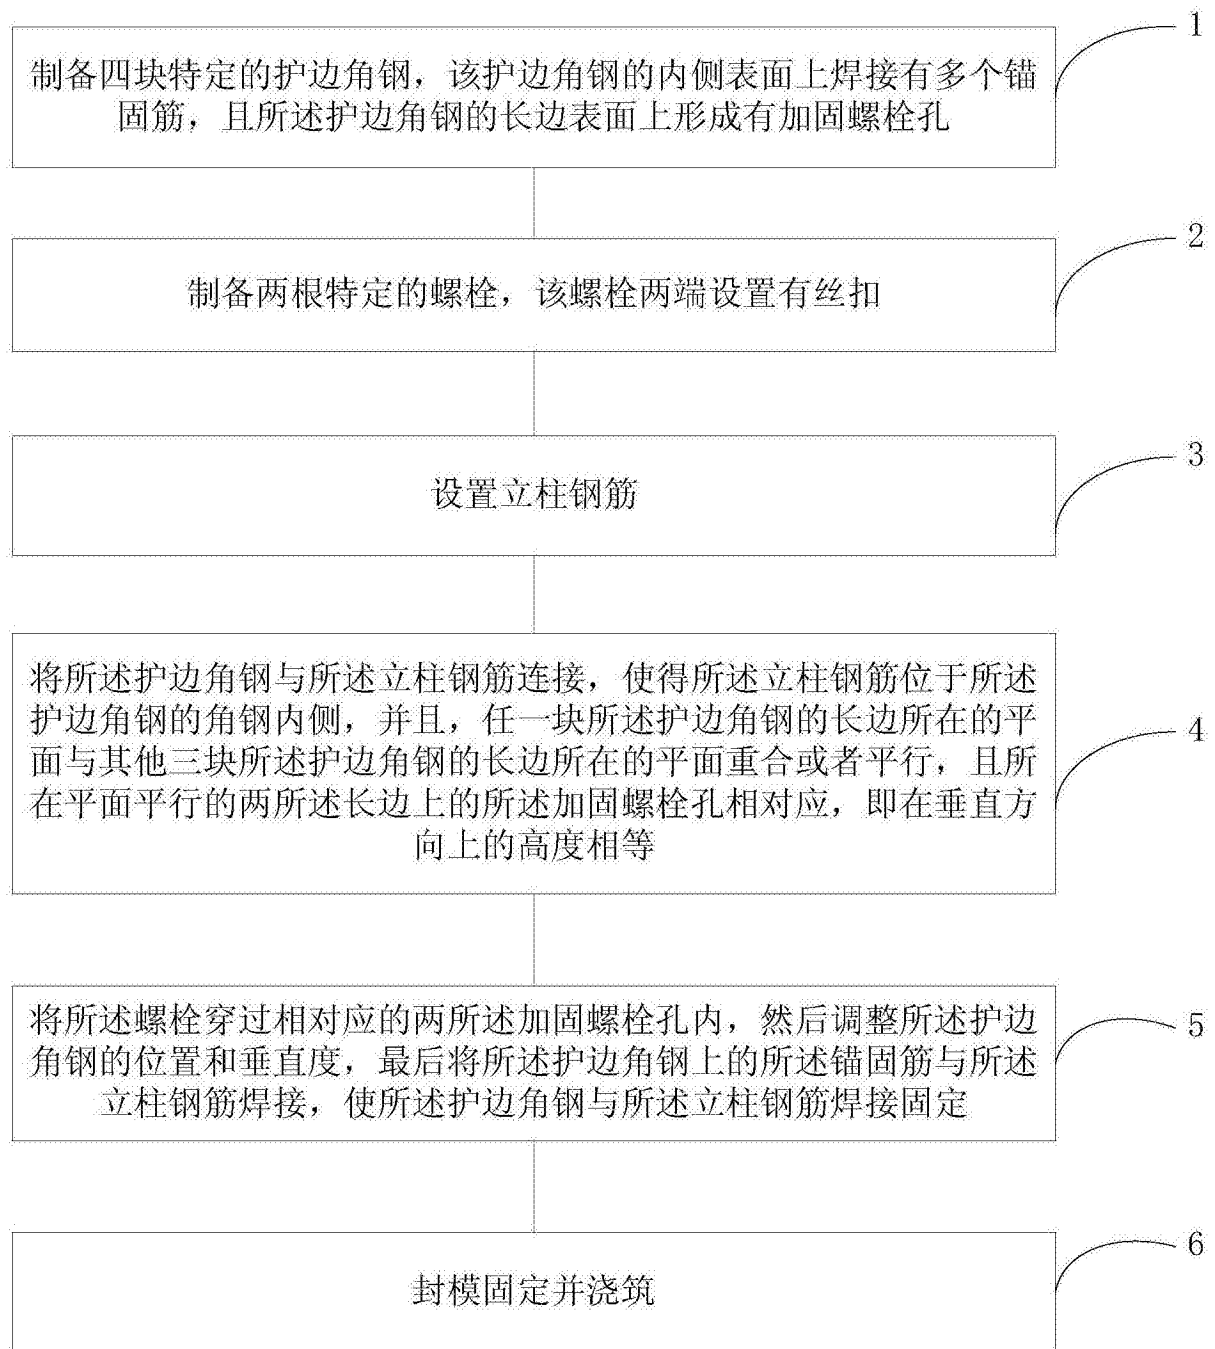 1
制备四块特定的护边角钢，该护边角钢的内侧表面上焊接有多个锚
固筋，且所述护边角钢的长边表面上形成有加固螺栓孔
2
制备两根特定的螺栓，该螺栓两端设置有丝扣
3
设置立柱钢筋
将所述护边角钢与所述立柱钢筋连接，使得所述立柱钢筋位于所述
护边角钢的角钢内侧，并且，任一块所述护边角钢的长边所在的平
4
面与其他三块所述护边角钢的长边所在的平面重合或者平行，且所
在平面平行的两所述长边上的所述加固螺栓孔相对应，即在垂直方
向上的高度相等
将所述螺栓穿过相对应的两所述加固螺栓孔内，然后调整所述护边
5
角钢的位置和垂直度，最后将所述护边角钢上的所述锚固筋与所述
立柱钢筋焊接，使所述护边角钢与所述立柱钢筋焊接固定
6
封模固定并浇筑